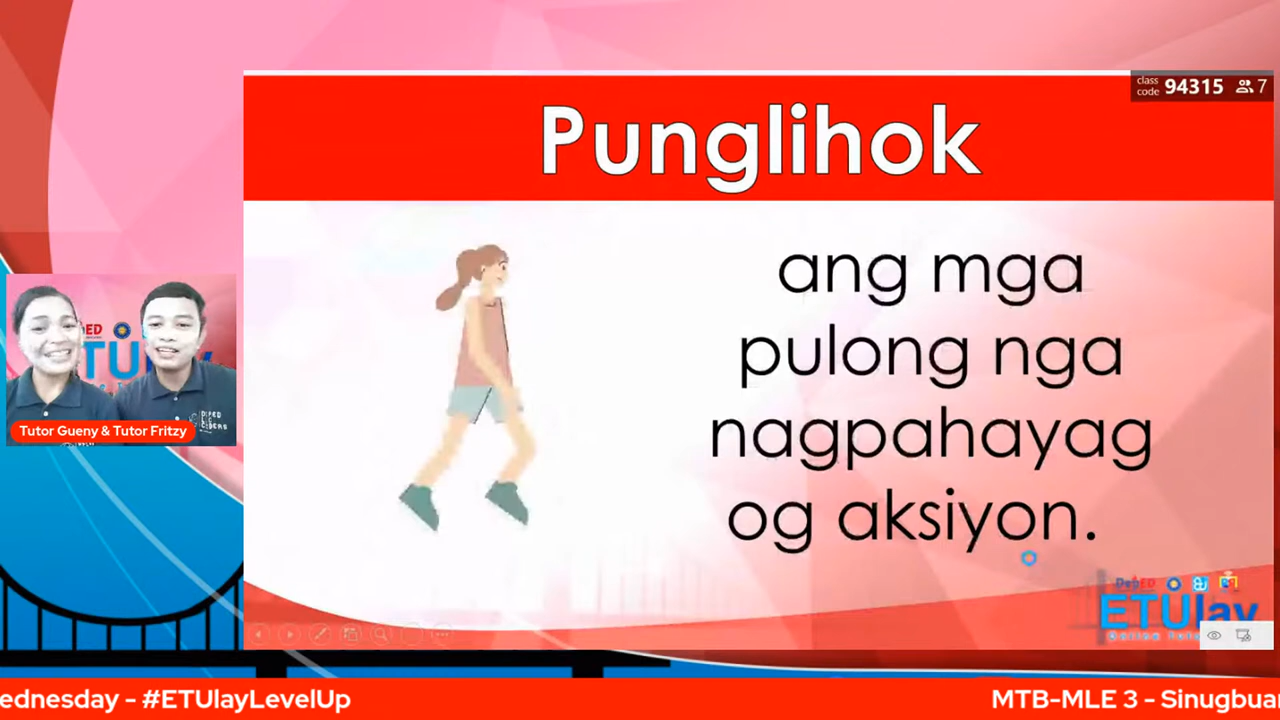 class code 94315 7
Punglihok
ang mga
pulong nga
nagpahayag
og aksiyon.
Tutor Gueny & Tutor Fritzy
DepED
ETUlay
ednesday - #ETUlayLevelUp
MTB-MLE 3 - Sinugbuan